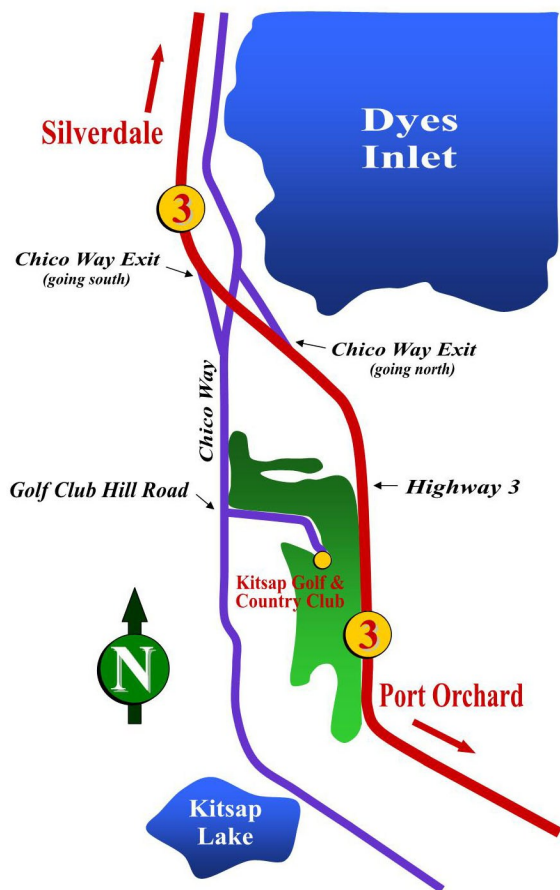 Dyes
Inlet
Silverdale
3
Chico Way Exit
(going south)
Chico Way Exit
(going north)
Chico Way
Golf Club Hill Road
Highway 3
Kitsap Golf &
Country Club
3
N
Port Orchard
Kitsap
Lake